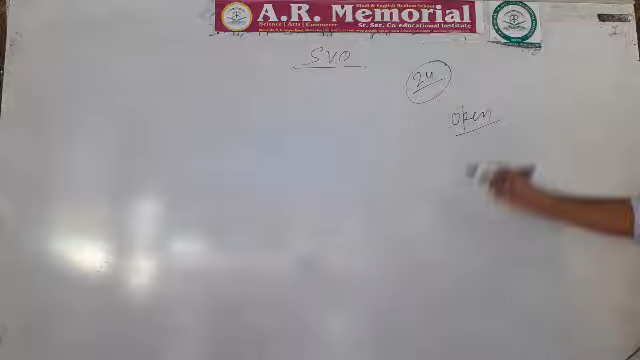 Hindi & English Medium School
A.R. Memorial
Science | Arts | Commerce
Sr. Sec. Co-educational Institute
SVO
24
open